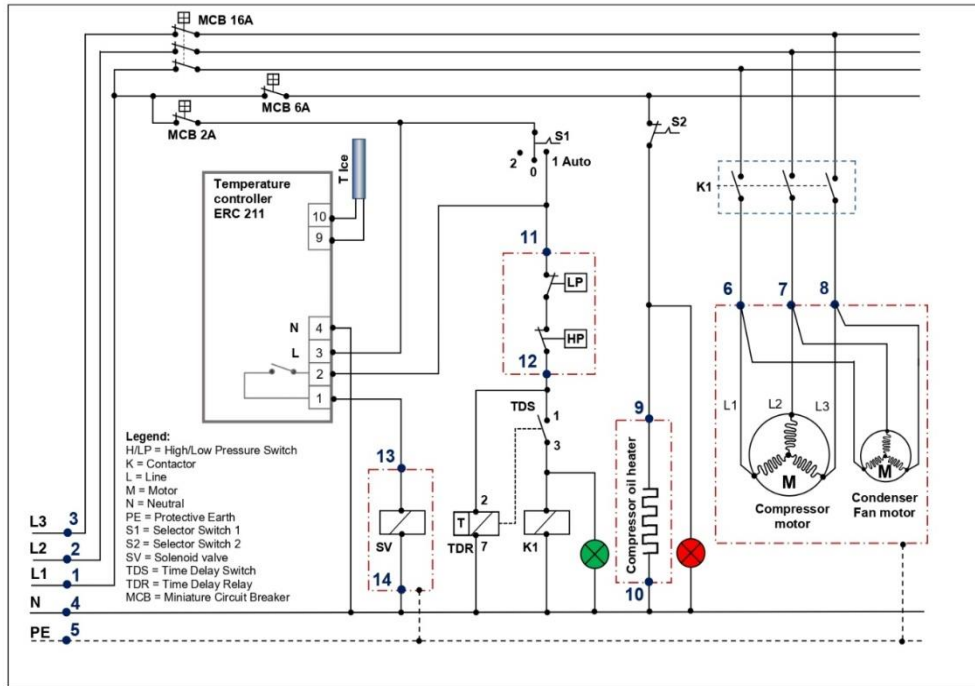 MCB 16A
MCB 6A
MCB 2A
S1
S2
2
0
1 Auto
T Ice
Temperature
controller
ERC 211
10
9
K1
11
LP
HP
12
6
7
8
N
4
L
3
2
1
TDS
1
3
L1
L2
L3
M
Compressor
motor
M
Condenser
Fan motor
9
Compressor oil heater
10
Legend:
H/LP = High/Low Pressure Switch
K = Contactor
L = Line
M = Motor
N = Neutral
PE = Protective Earth
S1 = Selector Switch 1
S2 = Selector Switch 2
SV = Solenoid valve
TDS = Time Delay Switch
TDR = Time Delay Relay
MCB = Miniature Circuit Breaker
13
SV
14
2
T
TDR
7
K1
L3
3
L2
2
L1
1
N
4
PE
5